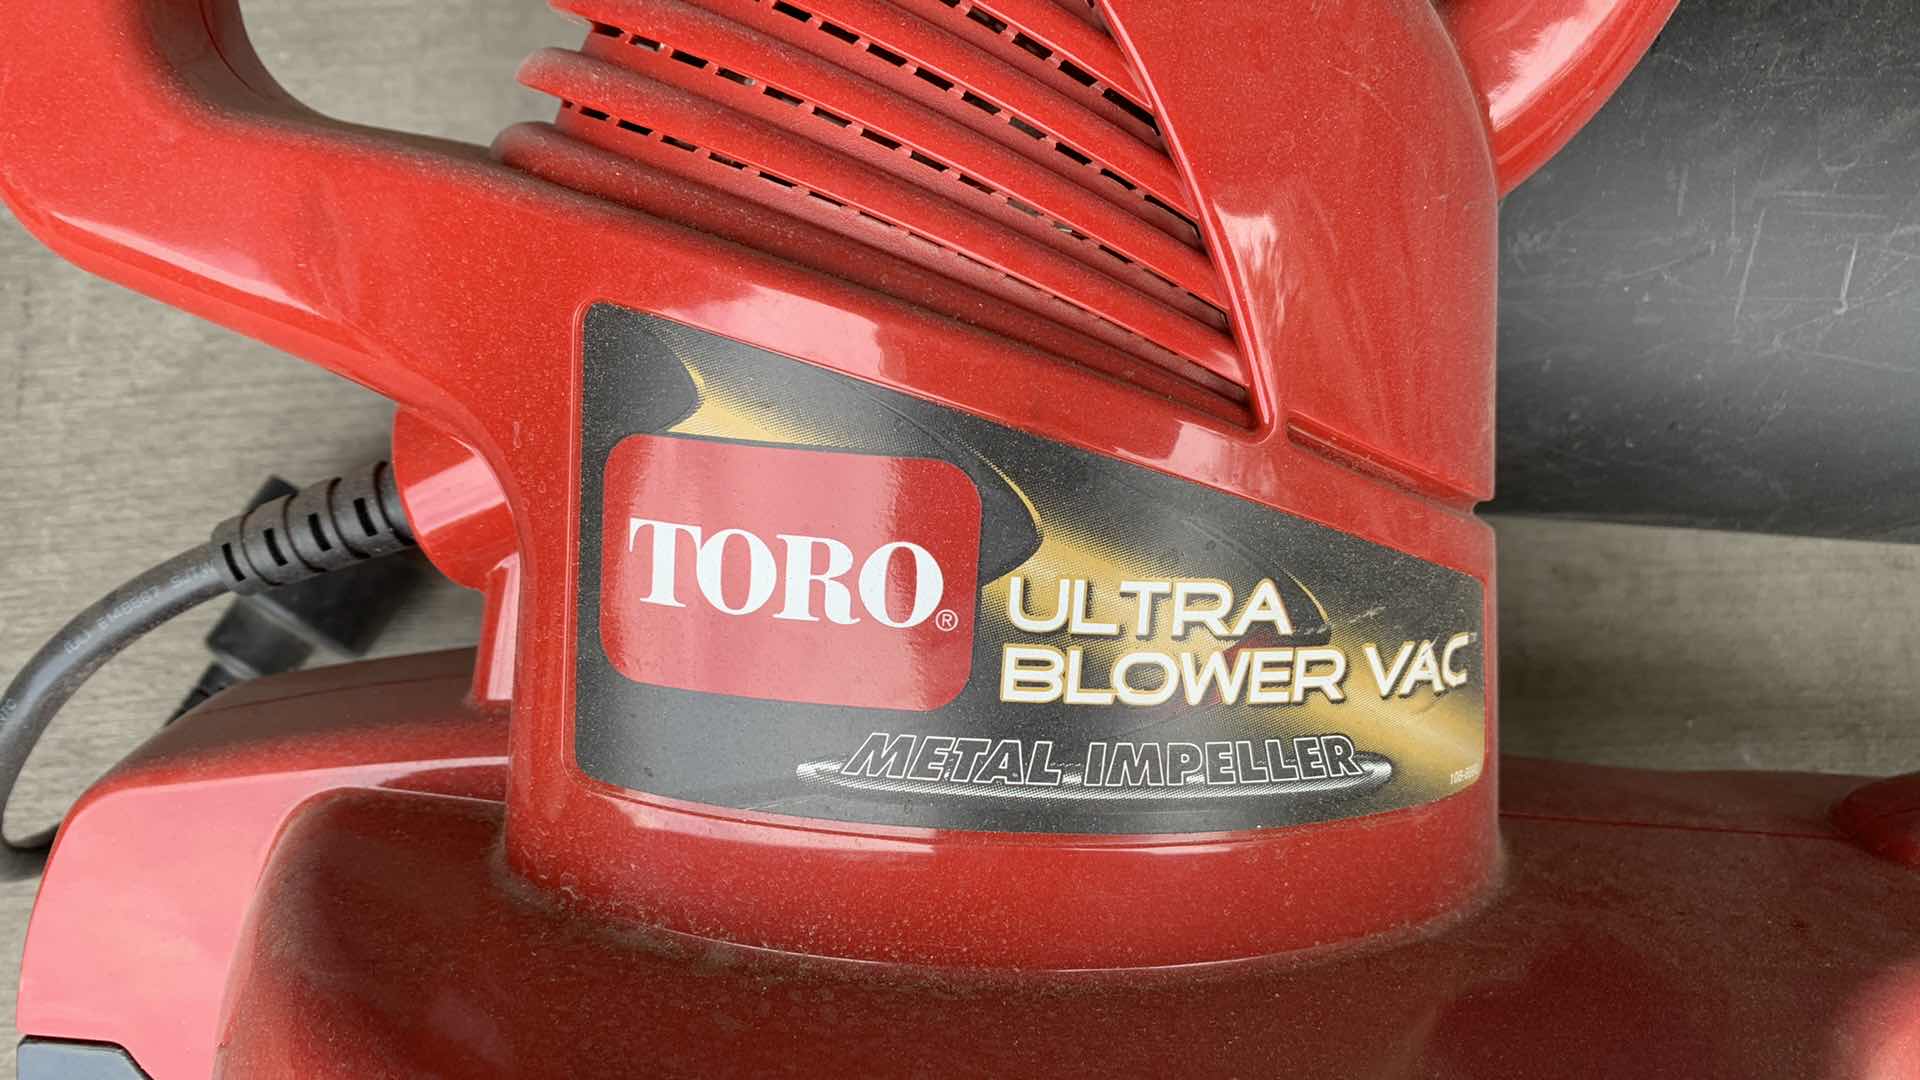 TORO®
ULTRA
BLOWER VAC™
METAL IMPELLER